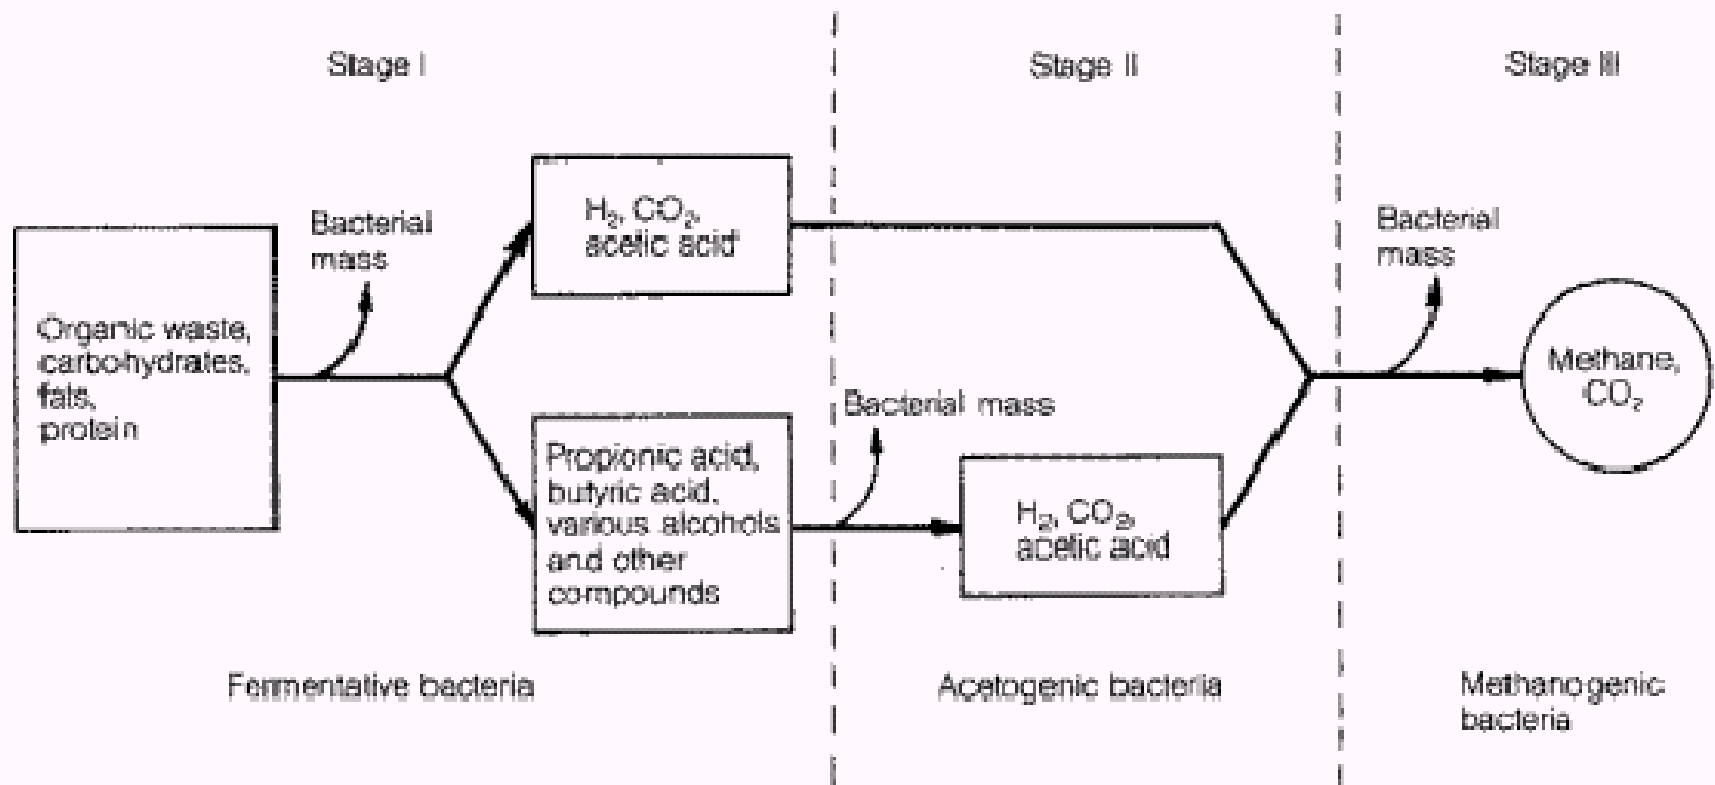 Stage I
Stage II
Stage III
Organic waste,
carbohydrates,
fats,
protein
Bacterial
mass
H₂, CO₂,
acetic acid
Propionic acid,
butyric acid,
various alcohols
and other
compounds
Bacterial mass
H₂, CO₂,
acetic acid
Bacterial
mass
Methane,
CO₂
Fermentative bacteria
Acetogenic bacteria
Methanogenic
bacteria